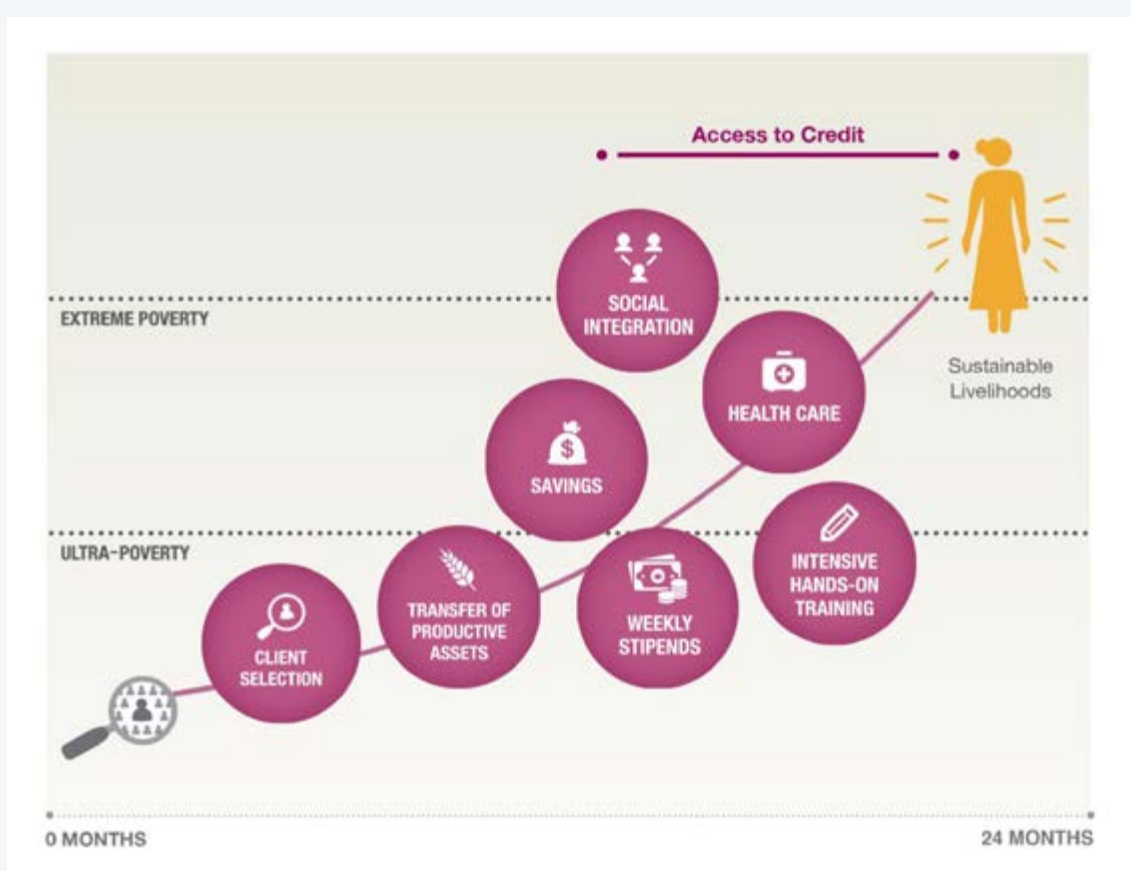 Access to Credit
SOCIAL
INTEGRATION
EXTREME POVERTY
HEALTH CARE
Sustainable
Livelihoods
$
SAVINGS
ULTRA-POVERTY
INTENSIVE
HANDS-ON
TRAINING
TRANSFER OF
PRODUCTIVE
ASSETS
WEEKLY
STIPENDS
CLIENT
SELECTION
0 MONTHS
24 MONTHS